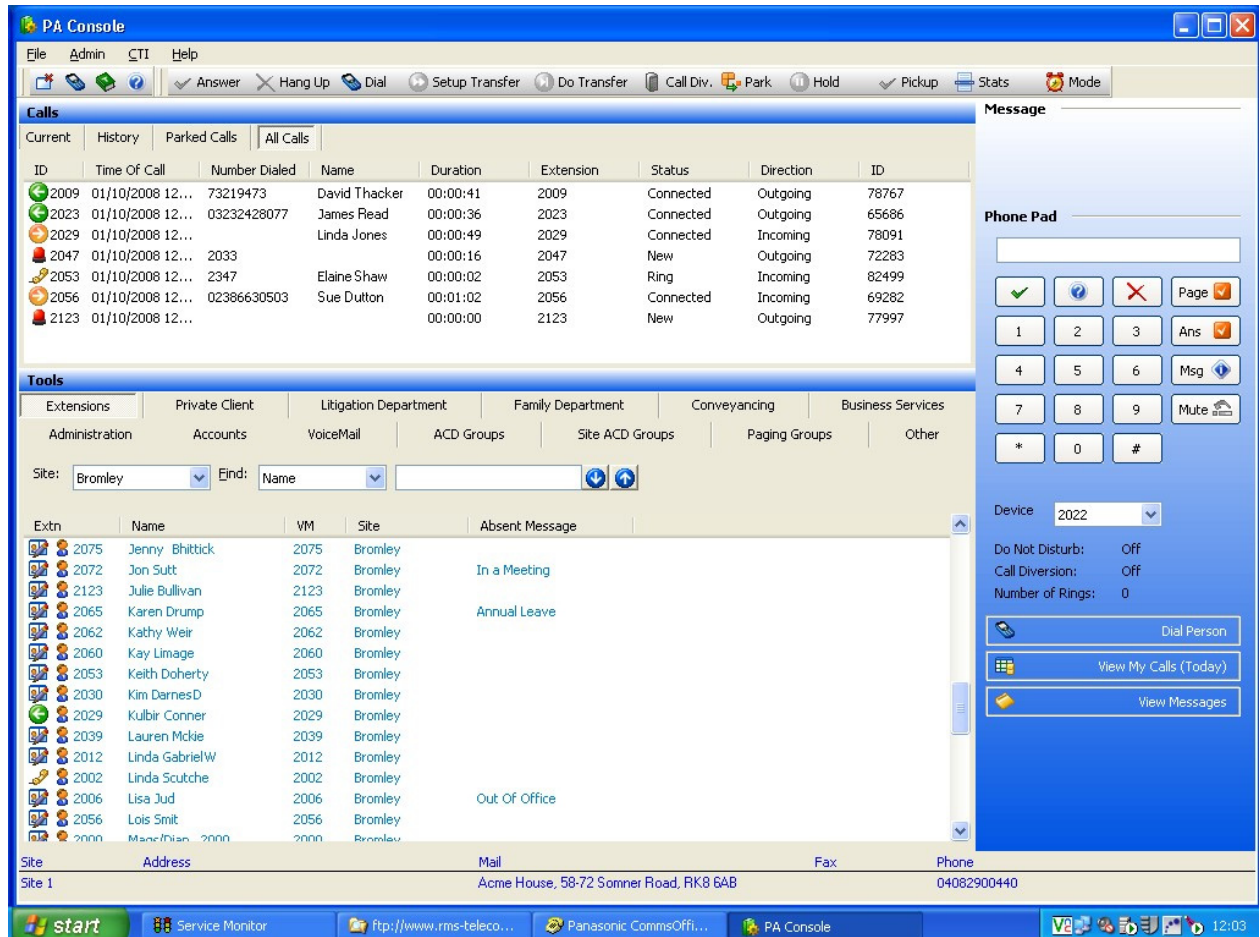 PA Console
File Admin CTI Help
Answer Hang Up Dial Setup Transfer Do Transfer Call Div. Park Hold Pickup Stats Mode
Calls
Current History Parked Calls All Calls
ID Time Of Call Number Dialed Name Duration Extension Status Direction ID
2009 01/10/2008 12... 73219473 David Thacker 00:00:41 2009 Connected Outgoing 78767
2023 01/10/2008 12... 03232428077 James Read 00:00:36 2023 Connected Outgoing 65686
2029 01/10/2008 12... Linda Jones 00:00:49 2029 Connected Incoming 78091
2047 01/10/2008 12... 2033 00:00:16 2047 New Outgoing 72283
2053 01/10/2008 12... 2347 Elaine Shaw 00:00:02 2053 Ring Incoming 82499
2056 01/10/2008 12... 02386630503 Sue Dutton 00:01:02 2056 Connected Incoming 69282
2123 01/10/2008 12... 00:00:00 2123 New Outgoing 77997
Tools
Extensions Private Client Litigation Department Family Department Conveyancing Business Services
Administration Accounts VoiceMail ACD Groups Site ACD Groups Paging Groups Other
Site: Bromley Find: Name
Extn Name VM Site Absent Message
2075 Jenny Bhittick 2075 Bromley
2072 Jon Sutt 2072 Bromley In a Meeting
2123 Julie Bullivan 2123 Bromley
2065 Karen Drump 2065 Bromley Annual Leave
2062 Kathy Weir 2062 Bromley
2060 Kay Limage 2060 Bromley
2053 Keith Doherty 2053 Bromley
2030 Kim DarnesD 2030 Bromley
2029 Kulbir Conner 2029 Bromley
2039 Lauren Mckie 2039 Bromley
2012 Linda GabrielW 2012 Bromley
2002 Linda Scutche 2002 Bromley
2006 Lisa Jud 2006 Bromley Out Of Office
2056 Lois Smit 2056 Bromley
2000 Mags/Dian 2000 2000 Bromley
Message
Phone Pad
Page
1 2 3 Ans
4 5 6 Msg
7 8 9 Mute
* 0 #
Device 2022
Do Not Disturb: Off
Call Diversion: Off
Number of Rings: 0
Dial Person
View My Calls (Today)
View Messages
Site Address Mail Fax Phone
Site 1 Acme House, 58-72 Somner Road, RK8 6AB 04082900440
start Service Monitor ftp://www.rms-teleco... Panasonic CommsOffi... PA Console 12:03